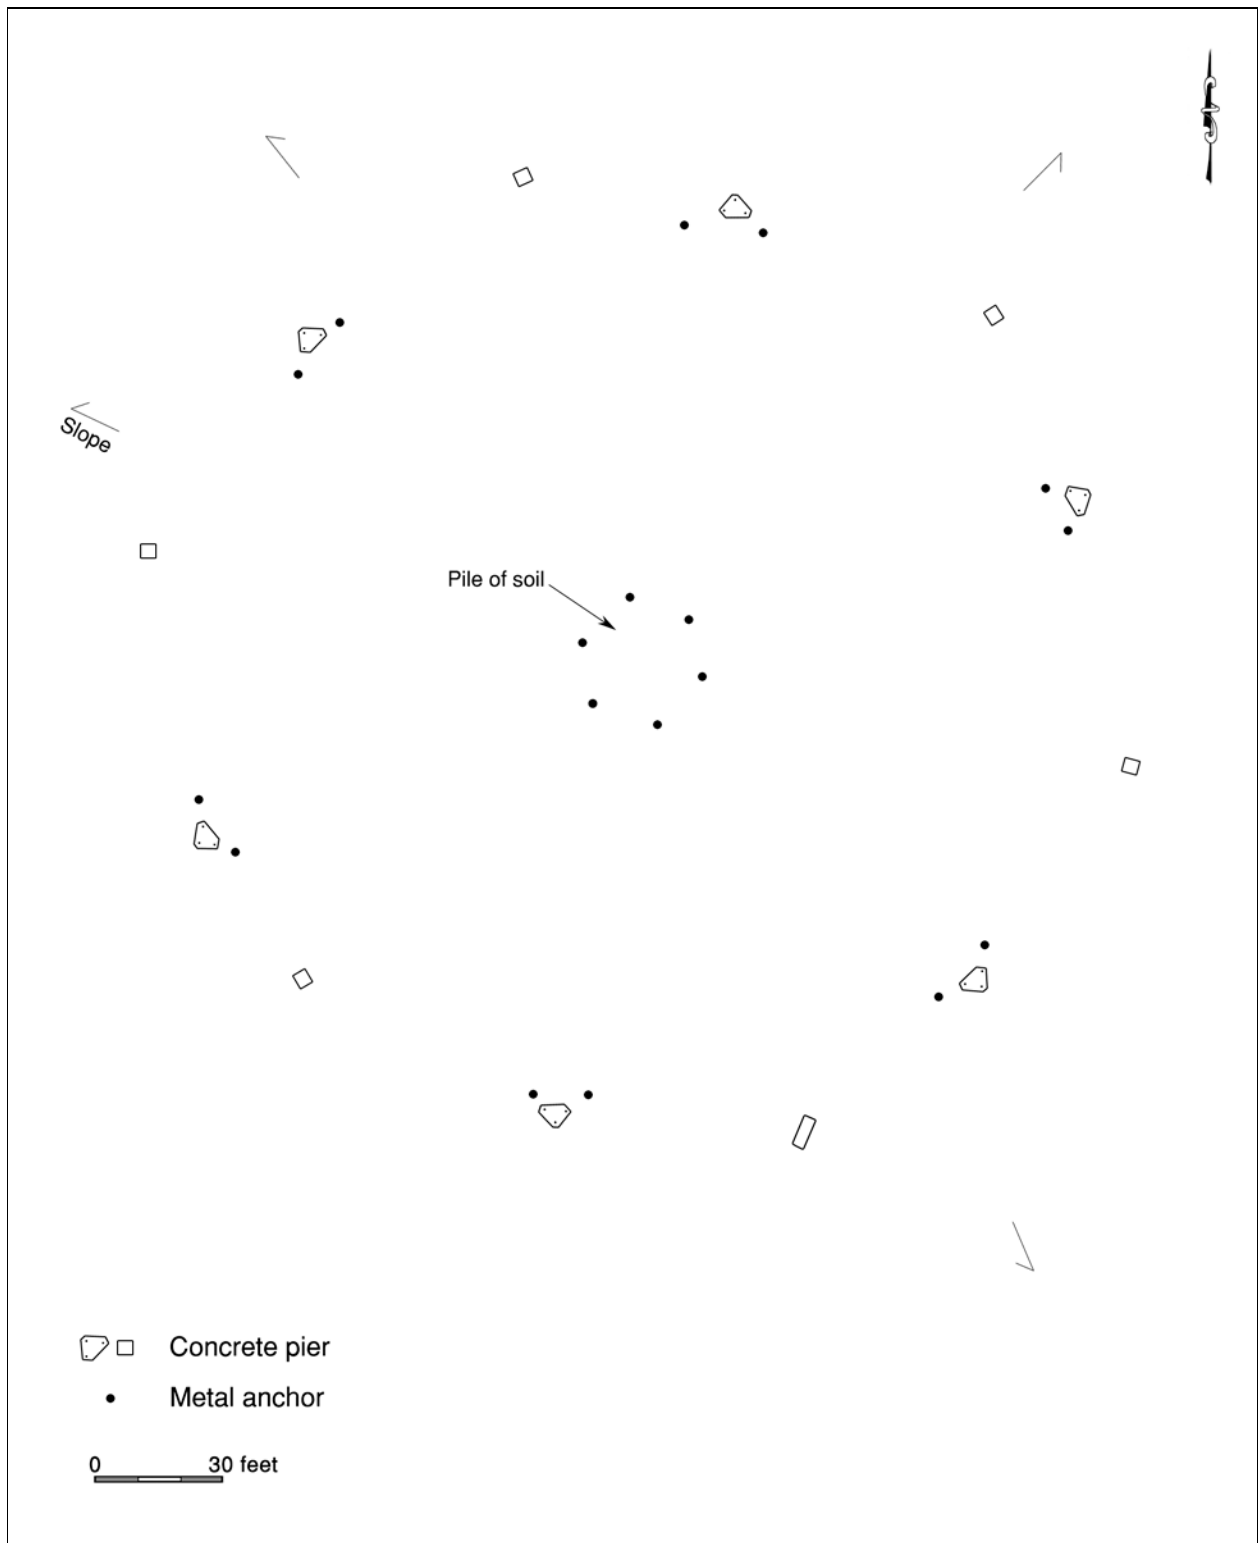 Slope
Pile of soil
Concrete pier
Metal anchor
0 30 feet